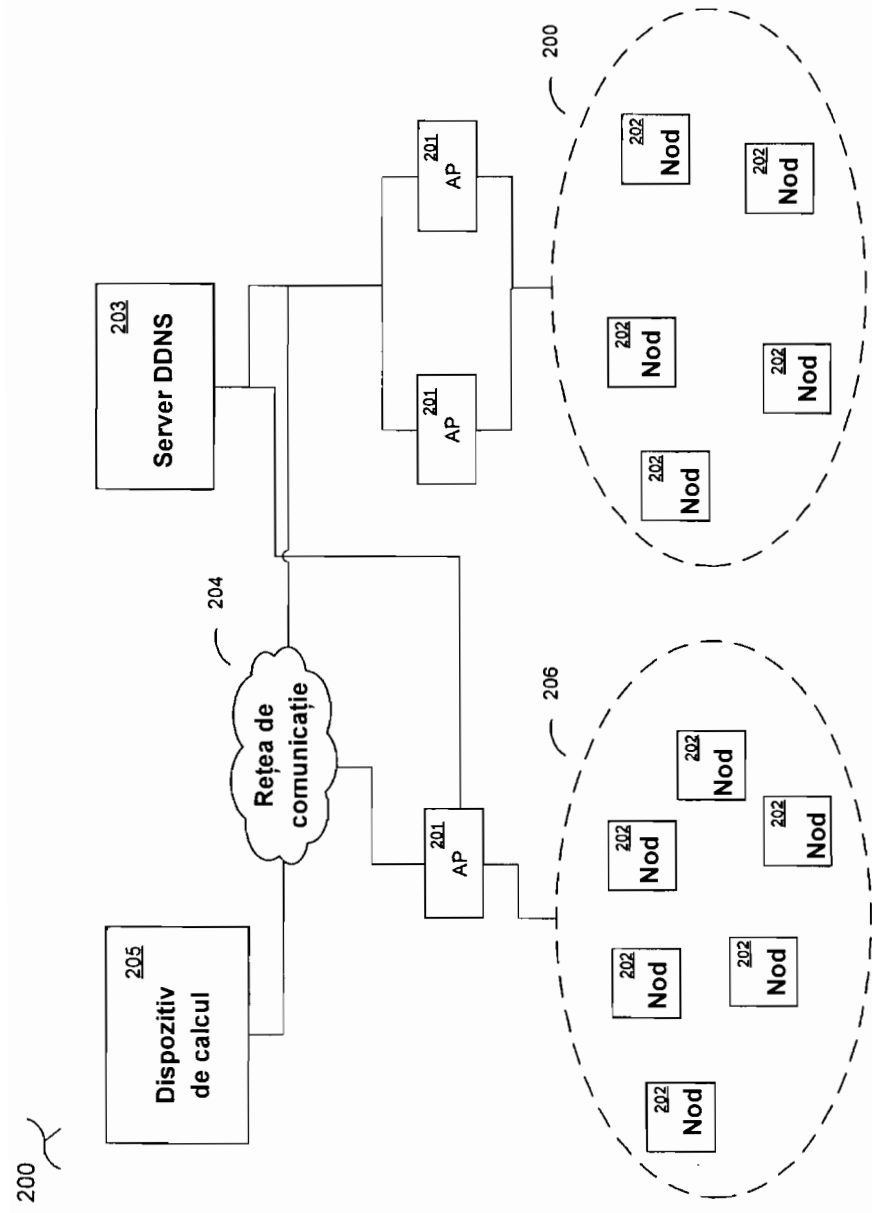 200
205
Dispozitiv
de calcul
204
Rețea de
comunicație
203
Server DDNS
201
AP
201
AP
201
AP
206
202
Nod
202
Nod
202
Nod
202
Nod
202
Nod
202
Nod
200
202
Nod
202
Nod
202
Nod
202
Nod
202
Nod